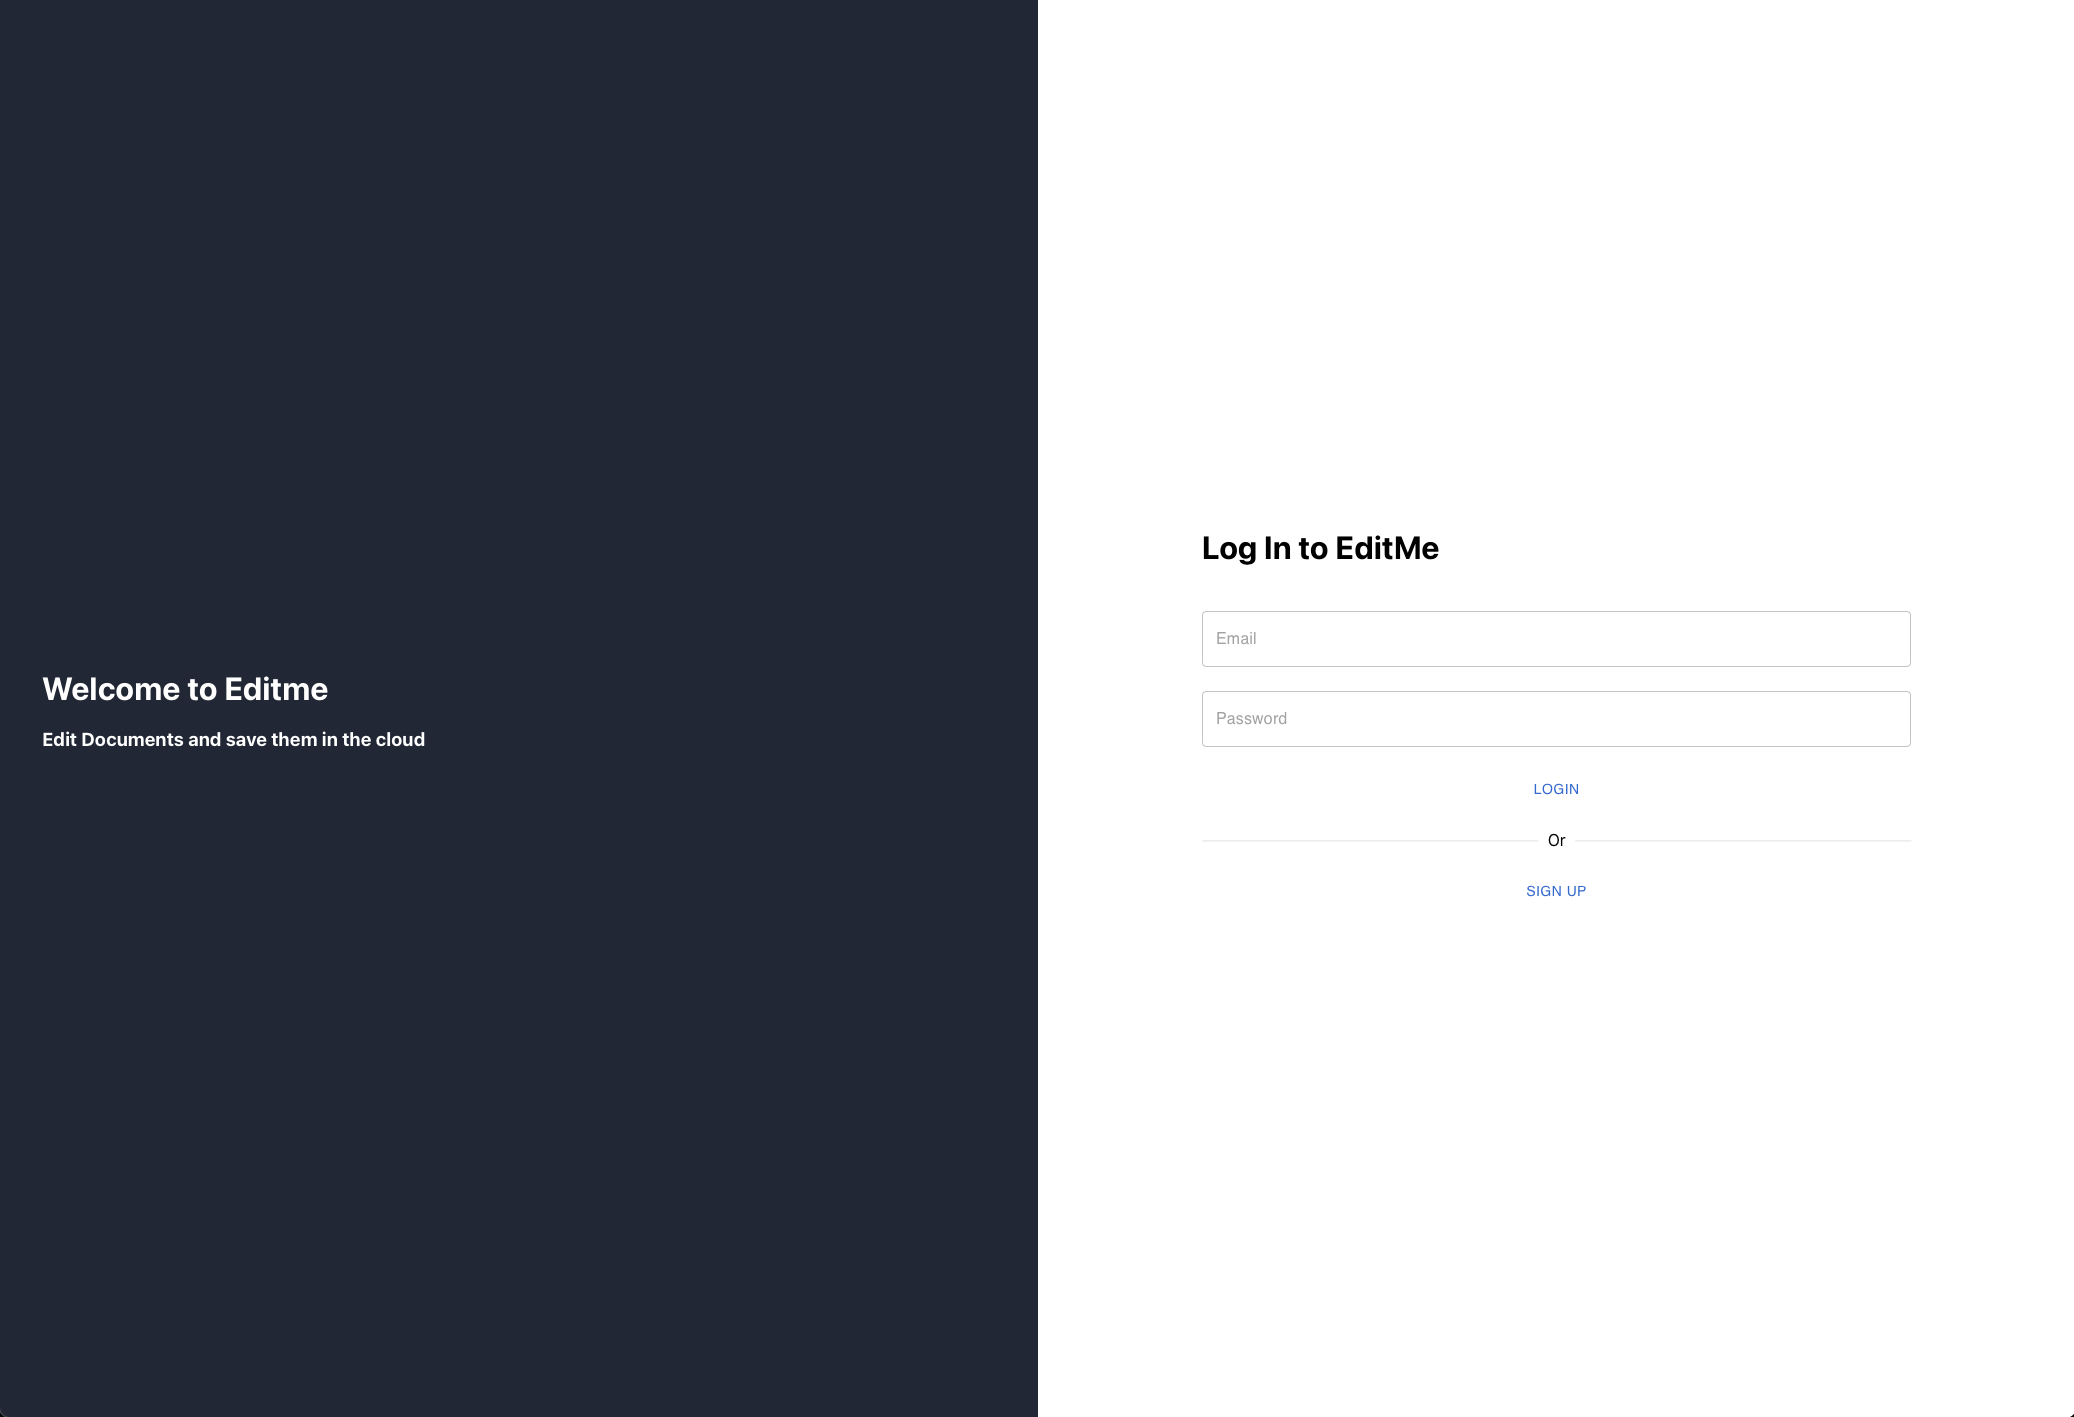 Welcome to Editme
Edit Documents and save them in the cloud
Log In to EditMe
Email
Password
LOGIN
Or
SIGN UP